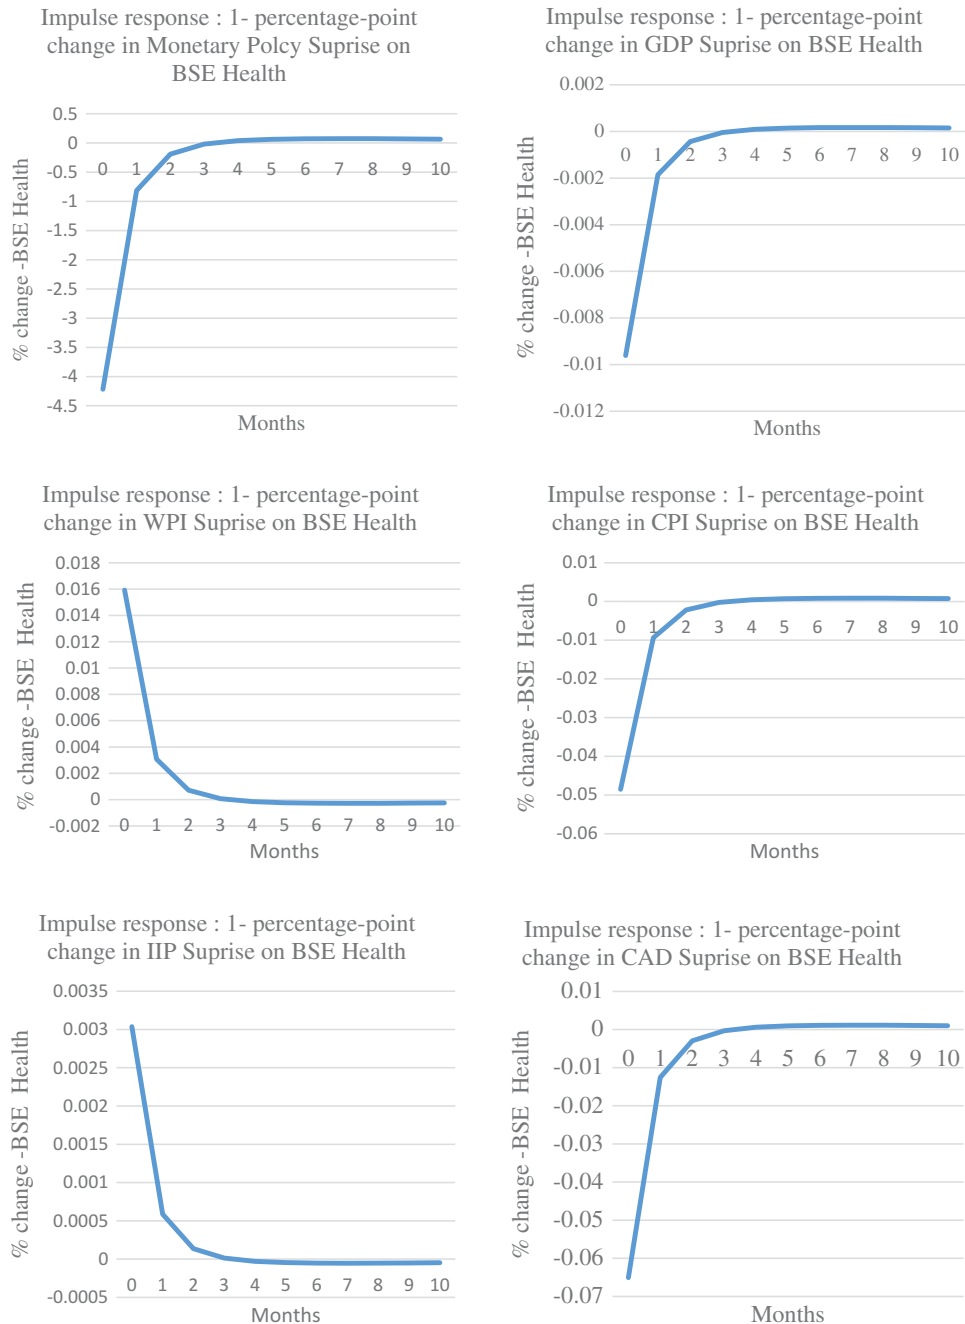 Impulse response : 1- percentage-point
change in Monetary Polcy Suprise on
BSE Health
0.5
0
-0.5
-1
-1.5
-2
-2.5
-3
-3.5
-4
-4.5
0 1 2 3 4 5 6 7 8 9 10
% change -BSE Health
Months
Impulse response : 1- percentage-point
change in GDP Suprise on BSE Health
0.002
0
-0.002
-0.004
-0.006
-0.008
-0.01
-0.012
0 1 2 3 4 5 6 7 8 9 10
% change -BSE Health
Months
Impulse response : 1- percentage-point
change in WPI Suprise on BSE Health
0.018
0.016
0.014
0.012
0.01
0.008
0.006
0.004
0.002
0
-0.002
0 1 2 3 4 5 6 7 8 9 10
% change -BSE Health
Months
Impulse response : 1- percentage-point
change in CPI Suprise on BSE Health
0.01
0
-0.01
-0.02
-0.03
-0.04
-0.05
-0.06
0 1 2 3 4 5 6 7 8 9 10
% change -BSE Health
Months
Impulse response : 1- percentage-point
change in IIP Suprise on BSE Health
0.0035
0.003
0.0025
0.002
0.0015
0.001
0.0005
0
-0.0005
0 1 2 3 4 5 6 7 8 9 10
% change -BSE Health
Months
Impulse response : 1- percentage-point
change in CAD Suprise on BSE Health
0.01
0
-0.01
-0.02
-0.03
-0.04
-0.05
-0.06
-0.07
0 1 2 3 4 5 6 7 8 9 10
% change -BSE Health
Months